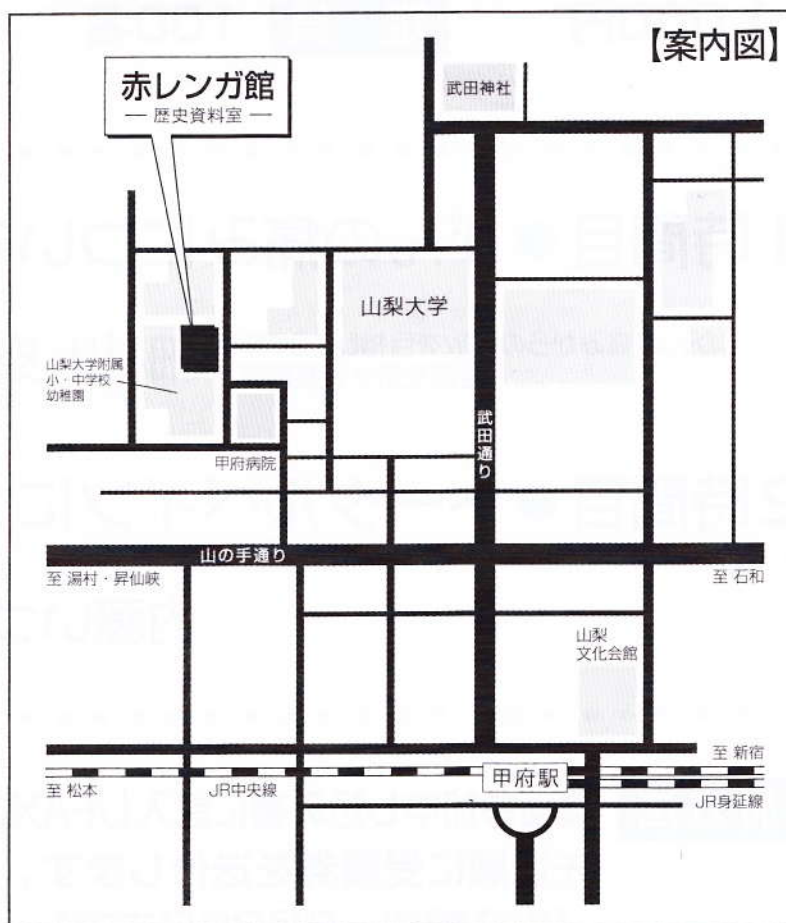 【案内図】
赤レンガ館
― 歴史資料室 ―
武田神社
山梨大学
山梨大学附属
小・中学校
幼稚園
武田通り
甲府病院
山の手通り
至 湯村・昇仙峡
至 石和
山梨
文化会館
至 新宿
甲府駅
至 松本
JR中央線
JR身延線